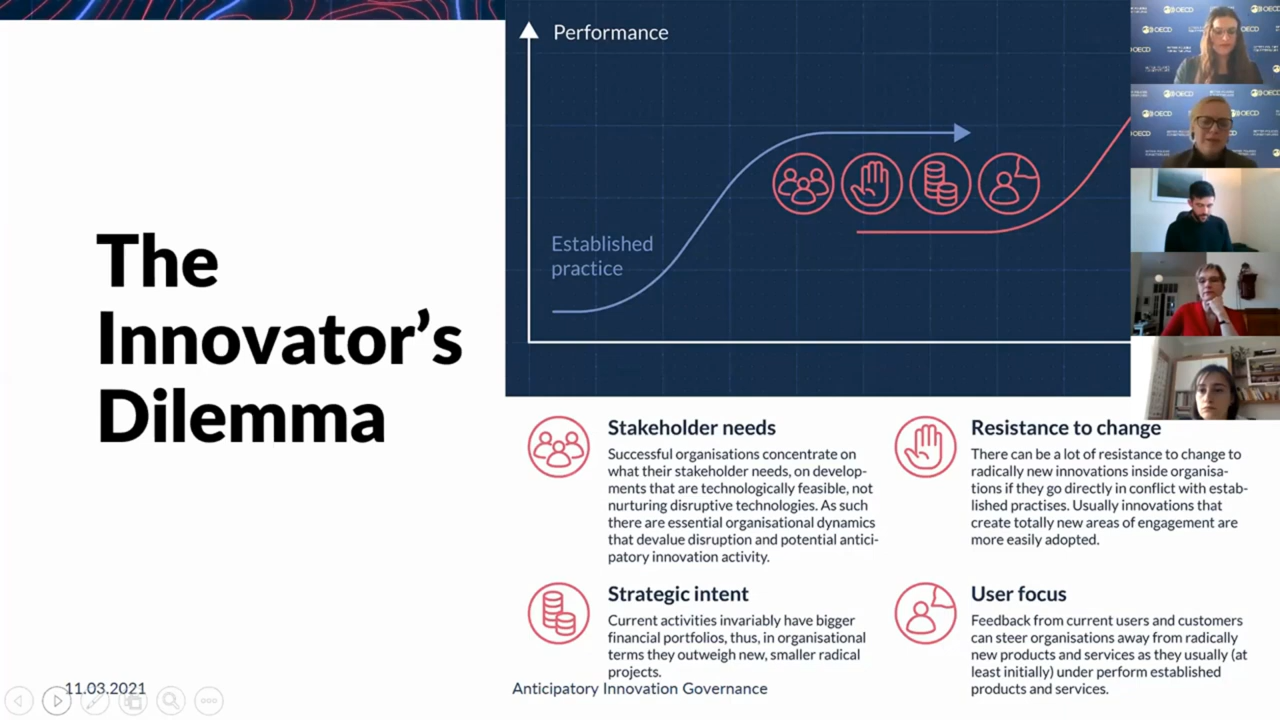 The
Innovator's
Dilemma
Performance
Established
practice
Stakeholder needs
Successful organisations concentrate on
what their stakeholder needs, on develop-
ments that are technologically feasible, not
nurturing disruptive technologies. As such
there are essential organisational dynamics
that devalue disruption and potential antici-
patory innovation activity.
Resistance to change
There can be a lot of resistance to change to
radically new innovations inside organisa-
tions if they go directly in conflict with estab-
lished practises. Usually innovations that
create totally new areas of engagement are
more easily adopted.
Strategic intent
Current activities invariably have bigger
financial portfolios, thus, in organisational
terms they outweigh new, smaller radical
projects.
User focus
Feedback from current users and customers
can steer organisations away from radically
new products and services as they usually (at
least initially) under perform established
products and services.
11.03.2021
Anticipatory Innovation Governance
OECD
OECD
OECD
OECD
OECD
OECD